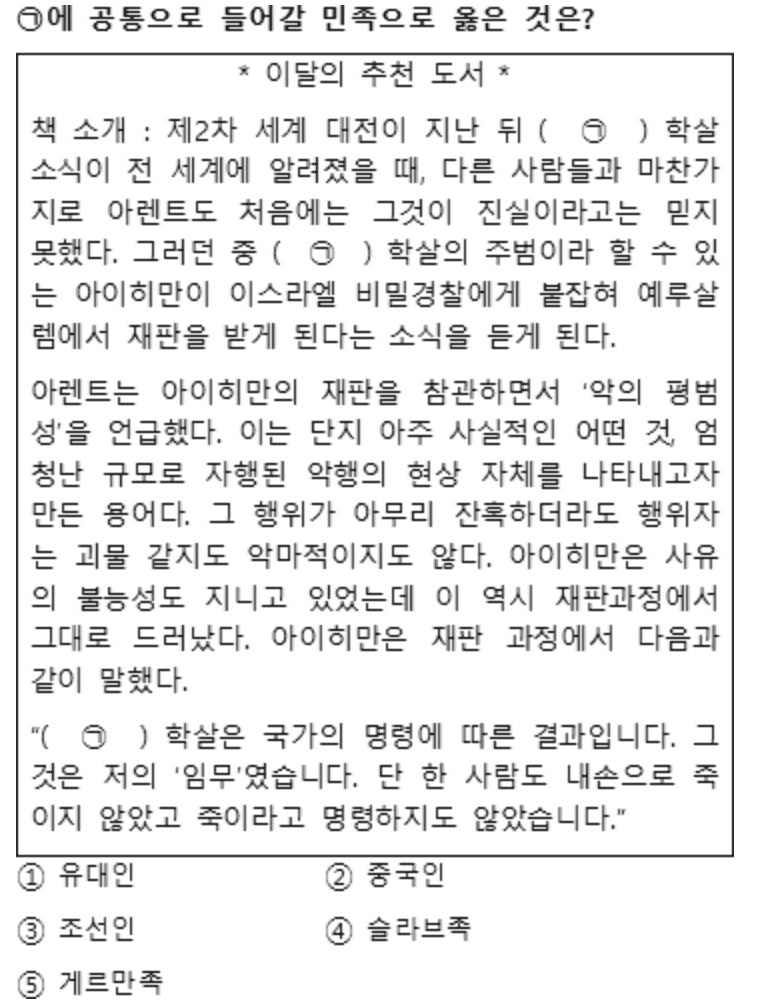 ㉠에 공통으로 들어갈 민족으로 옳은 것은?
* 이달의 추천 도서 *
책 소개 : 제2차 세계 대전이 지난 뒤 ( ㉠ ) 학살
소식이 전 세계에 알려졌을 때, 다른 사람들과 마찬가
지로 아렌트도 처음에는 그것이 진실이라고는 믿지
못했다. 그러던 중 ( ㉠ ) 학살의 주범이라 할 수 있
는 아이히만이 이스라엘 비밀경찰에게 붙잡혀 예루살
렘에서 재판을 받게 된다는 소식을 듣게 된다.
아렌트는 아이히만의 재판을 참관하면서 '악의 평범
성'을 언급했다. 이는 단지 아주 사실적인 어떤 것, 엄
청난 규모로 자행된 악행의 현상 자체를 나타내고자
만든 용어다. 그 행위가 아무리 잔혹하더라도 행위자
는 괴물 같지도 악마적이지도 않다. 아이히만은 사유
의 불능성도 지니고 있었는데 이 역시 재판과정에서
그대로 드러났다. 아이히만은 재판 과정에서 다음과
같이 말했다.
"( ㉠ ) 학살은 국가의 명령에 따른 결과입니다. 그
것은 저의 '임무'였습니다. 단 한 사람도 내손으로 죽
이지 않았고 죽이라고 명령하지도 않았습니다."
① 유대인 ② 중국인
③ 조선인 ④ 슬라브족
⑤ 게르만족